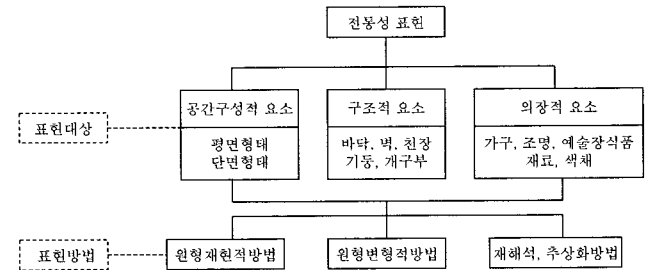 전통성 표현
공간구성적 요소
구조적 요소
의장적 요소
표현대상
평면형태
단면형태
바닥, 벽, 천장
기둥, 개구부
가구, 조명, 예술장식품
재료, 색채
표현방법
원형재현적방법
원형변형적방법
재해석, 추상화방법